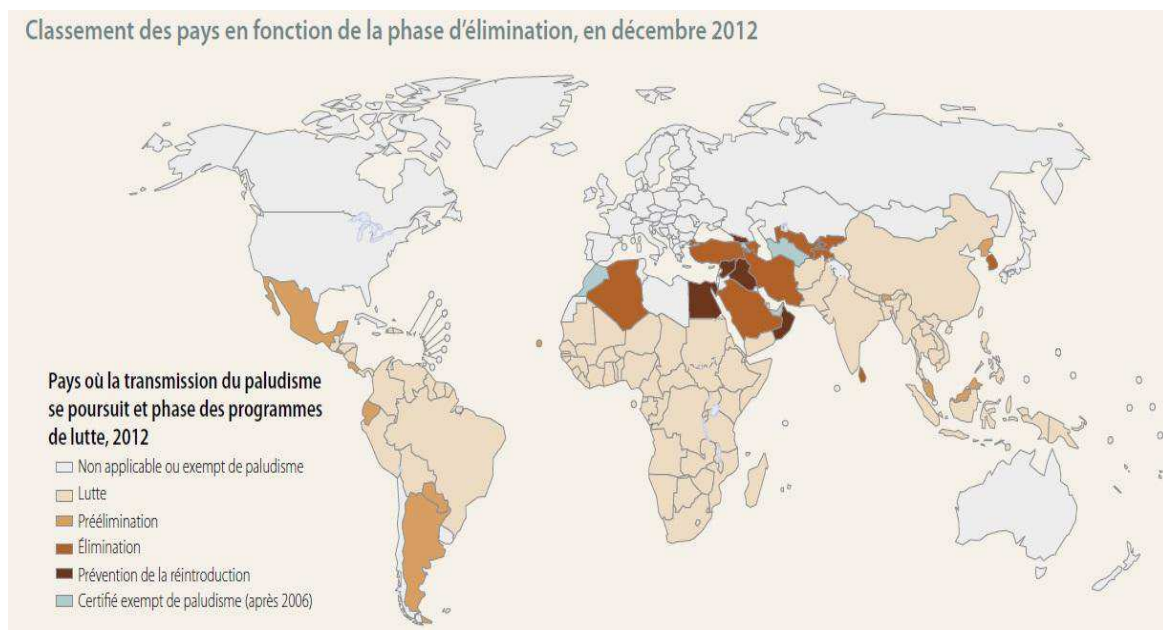 Classement des pays en fonction de la phase d'élimination, en décembre 2012
Pays où la transmission du paludisme
se poursuit et phase des programmes
de lutte, 2012
Non applicable ou exempt de paludisme
Lutte
Préélimination
Élimination
Prévention de la réintroduction
Certifié exempt de paludisme (après 2006)